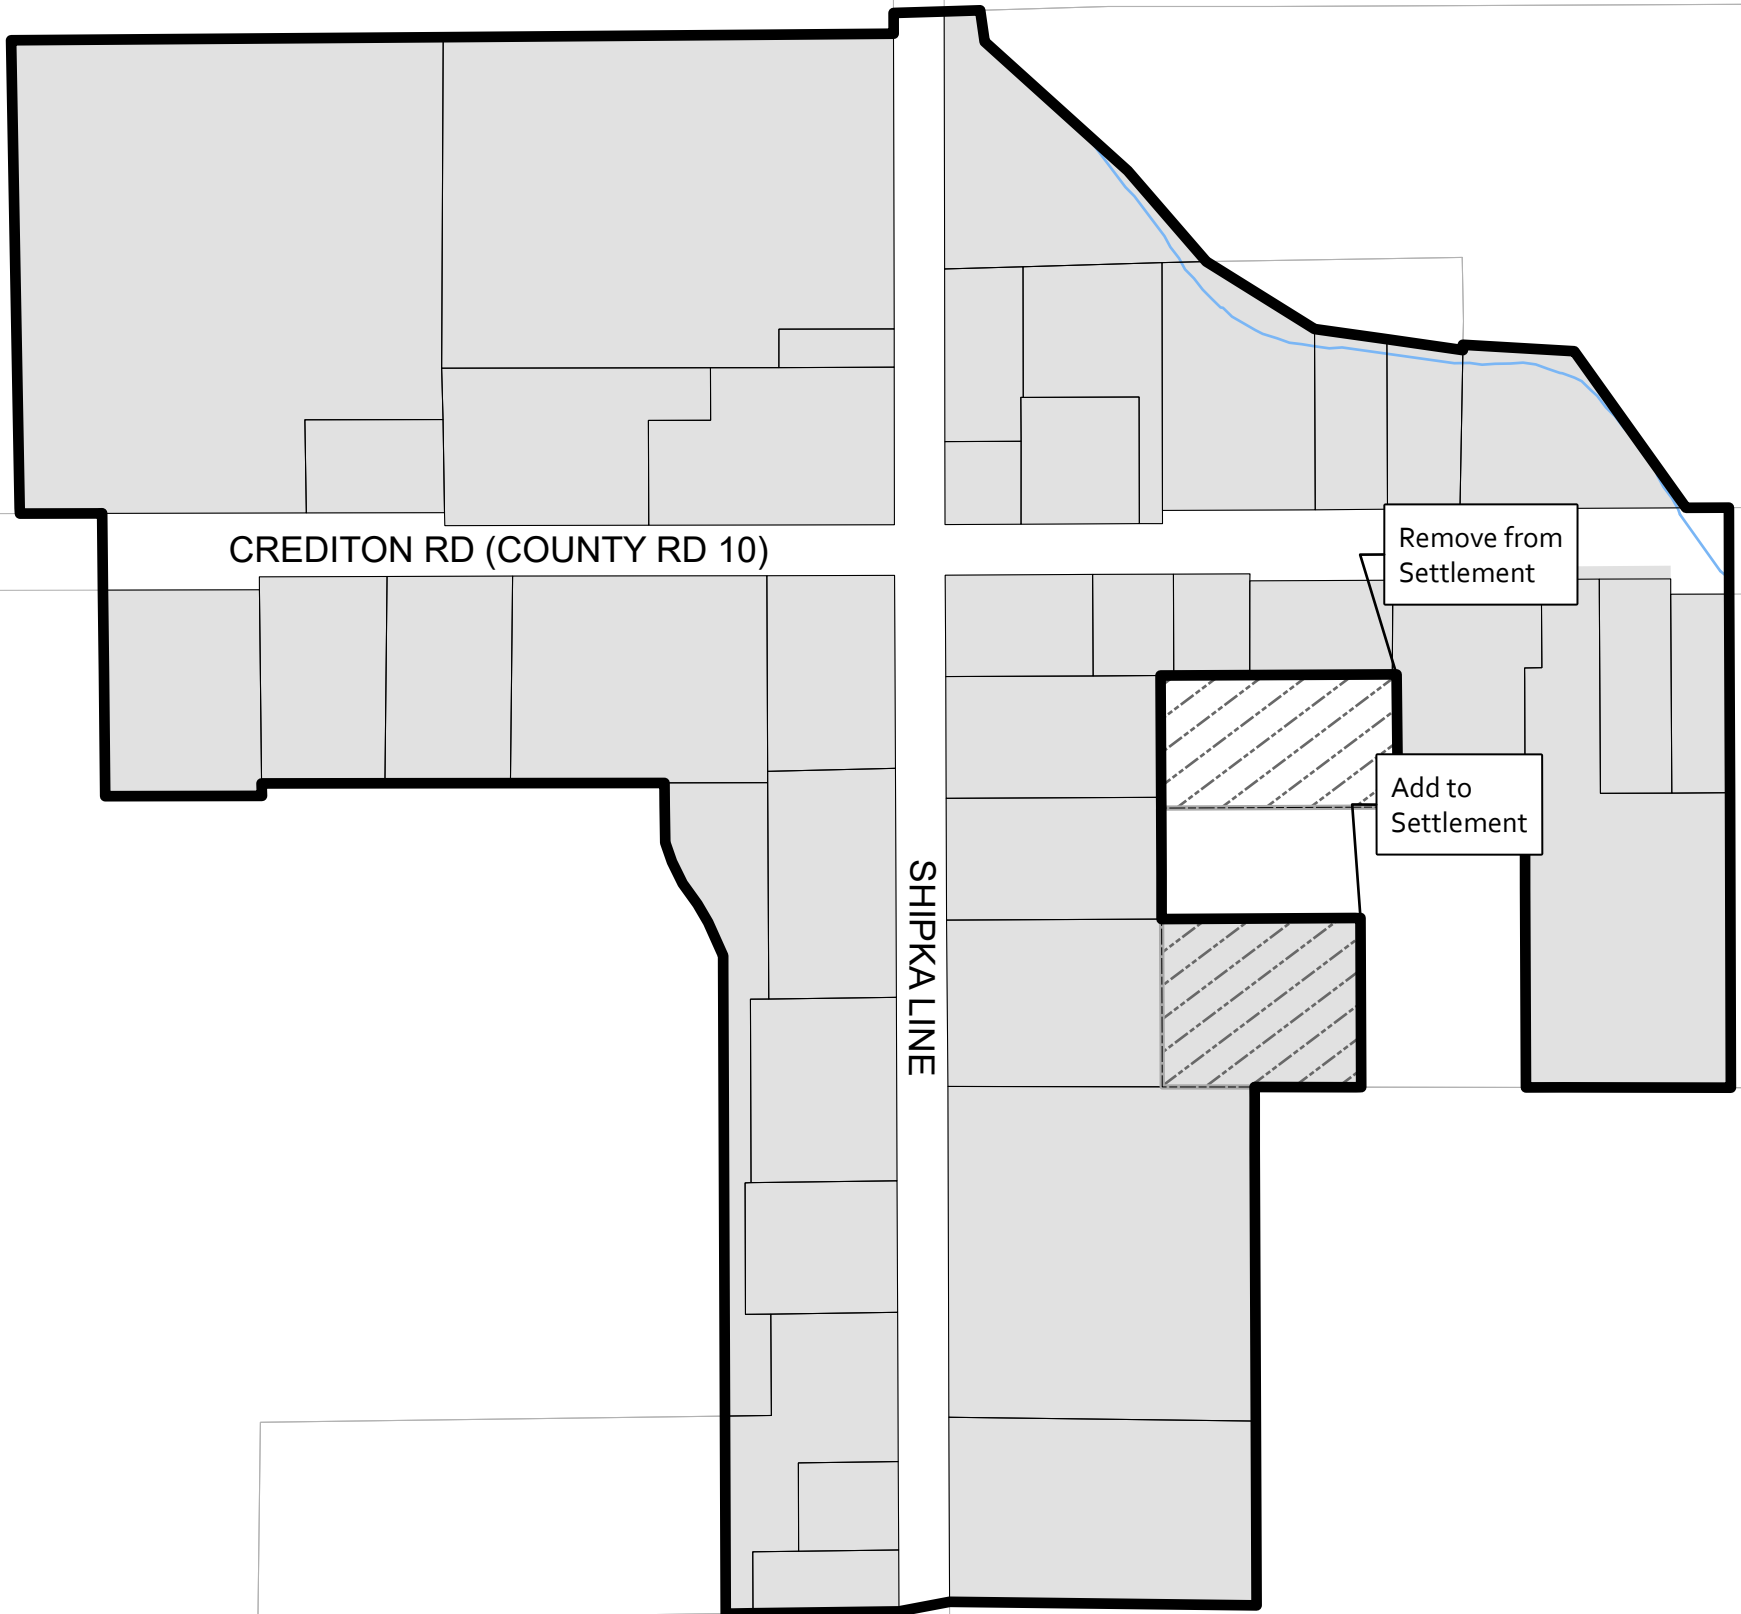 CREDITON RD (COUNTY RD 10)
Remove from
Settlement
Add to
Settlement
SHIPKA LINE